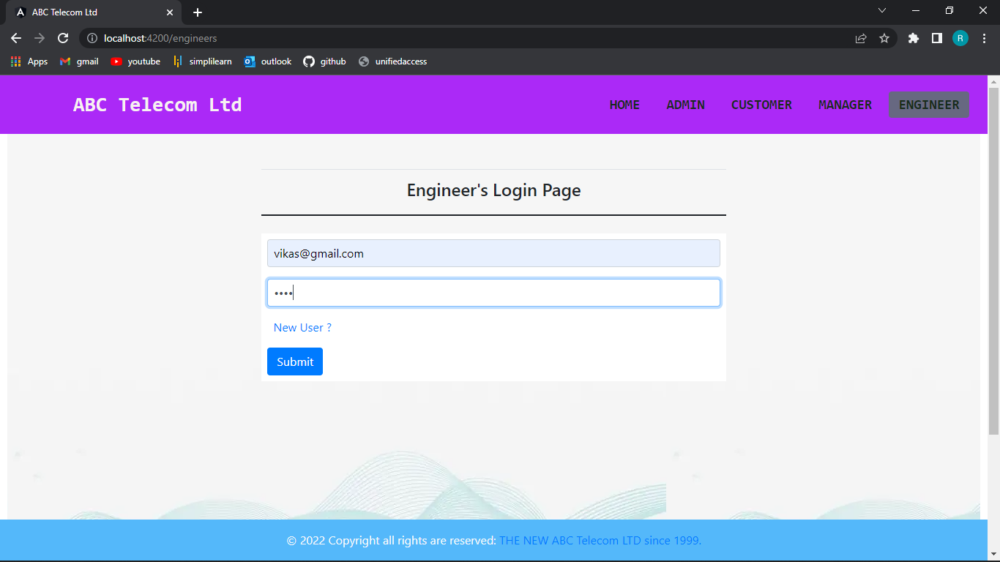 ABC Telecom Ltd
localhost:4200/engineers
R
Apps gmail youtube simplilearn outlook github unifiedaccess
ABC Telecom Ltd HOME ADMIN CUSTOMER MANAGER ENGINEER
Engineer's Login Page
vikas@gmail.com
••••
New User ?
Submit
© 2022 Copyright all rights are reserved: THE NEW ABC Telecom LTD since 1999.